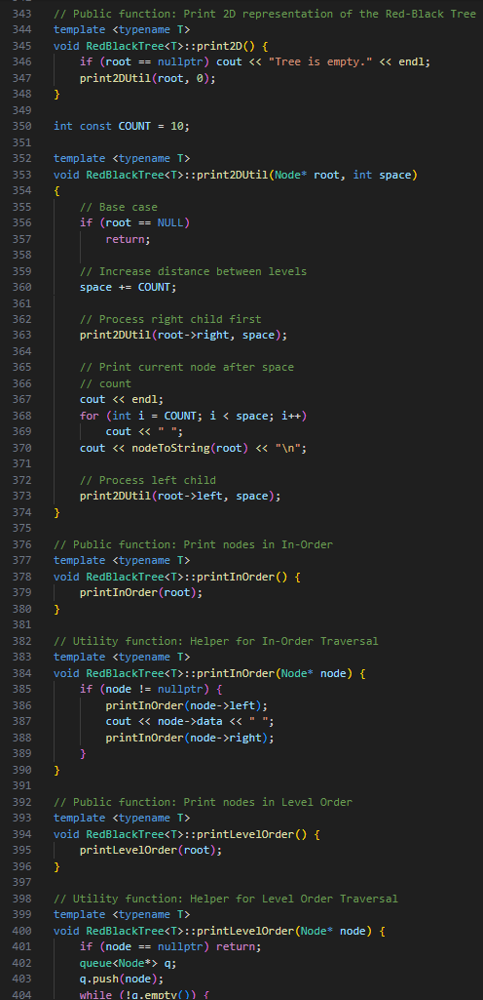 343 // Public function: Print 2D representation of the Red-Black Tree
344 template <typename T>
345 void RedBlackTree<T>::print2D() {
346     if (root == nullptr) cout << "Tree is empty." << endl;
347     print2DUtil(root, 0);
348 }
349
350 int const COUNT = 10;
351
352 template <typename T>
353 void RedBlackTree<T>::print2DUtil(Node* root, int space)
354 {
355     // Base case
356     if (root == NULL)
357         return;
358
359     // Increase distance between levels
360     space += COUNT;
361
362     // Process right child first
363     print2DUtil(root->right, space);
364
365     // Print current node after space
366     // count
367     cout << endl;
368     for (int i = COUNT; i < space; i++)
369         cout << " ";
370     cout << nodeToString(root) << "\n";
371
372     // Process left child
373     print2DUtil(root->left, space);
374 }
375
376 // Public function: Print nodes in In-Order
377 template <typename T>
378 void RedBlackTree<T>::printInOrder() {
379     printInOrder(root);
380 }
381
382 // Utility function: Helper for In-Order Traversal
383 template <typename T>
384 void RedBlackTree<T>::printInOrder(Node* node) {
385     if (node != nullptr) {
386         printInOrder(node->left);
387         cout << node->data << " ";
388         printInOrder(node->right);
389     }
390 }
391
392 // Public function: Print nodes in Level Order
393 template <typename T>
394 void RedBlackTree<T>::printLevelOrder() {
395     printLevelOrder(root);
396 }
397
398 // Utility function: Helper for Level Order Traversal
399 template <typename T>
400 void RedBlackTree<T>::printLevelOrder(Node* node) {
401     if (node == nullptr) return;
402     queue<Node*> q;
403     q.push(node);
404     while (!q.empty()) {